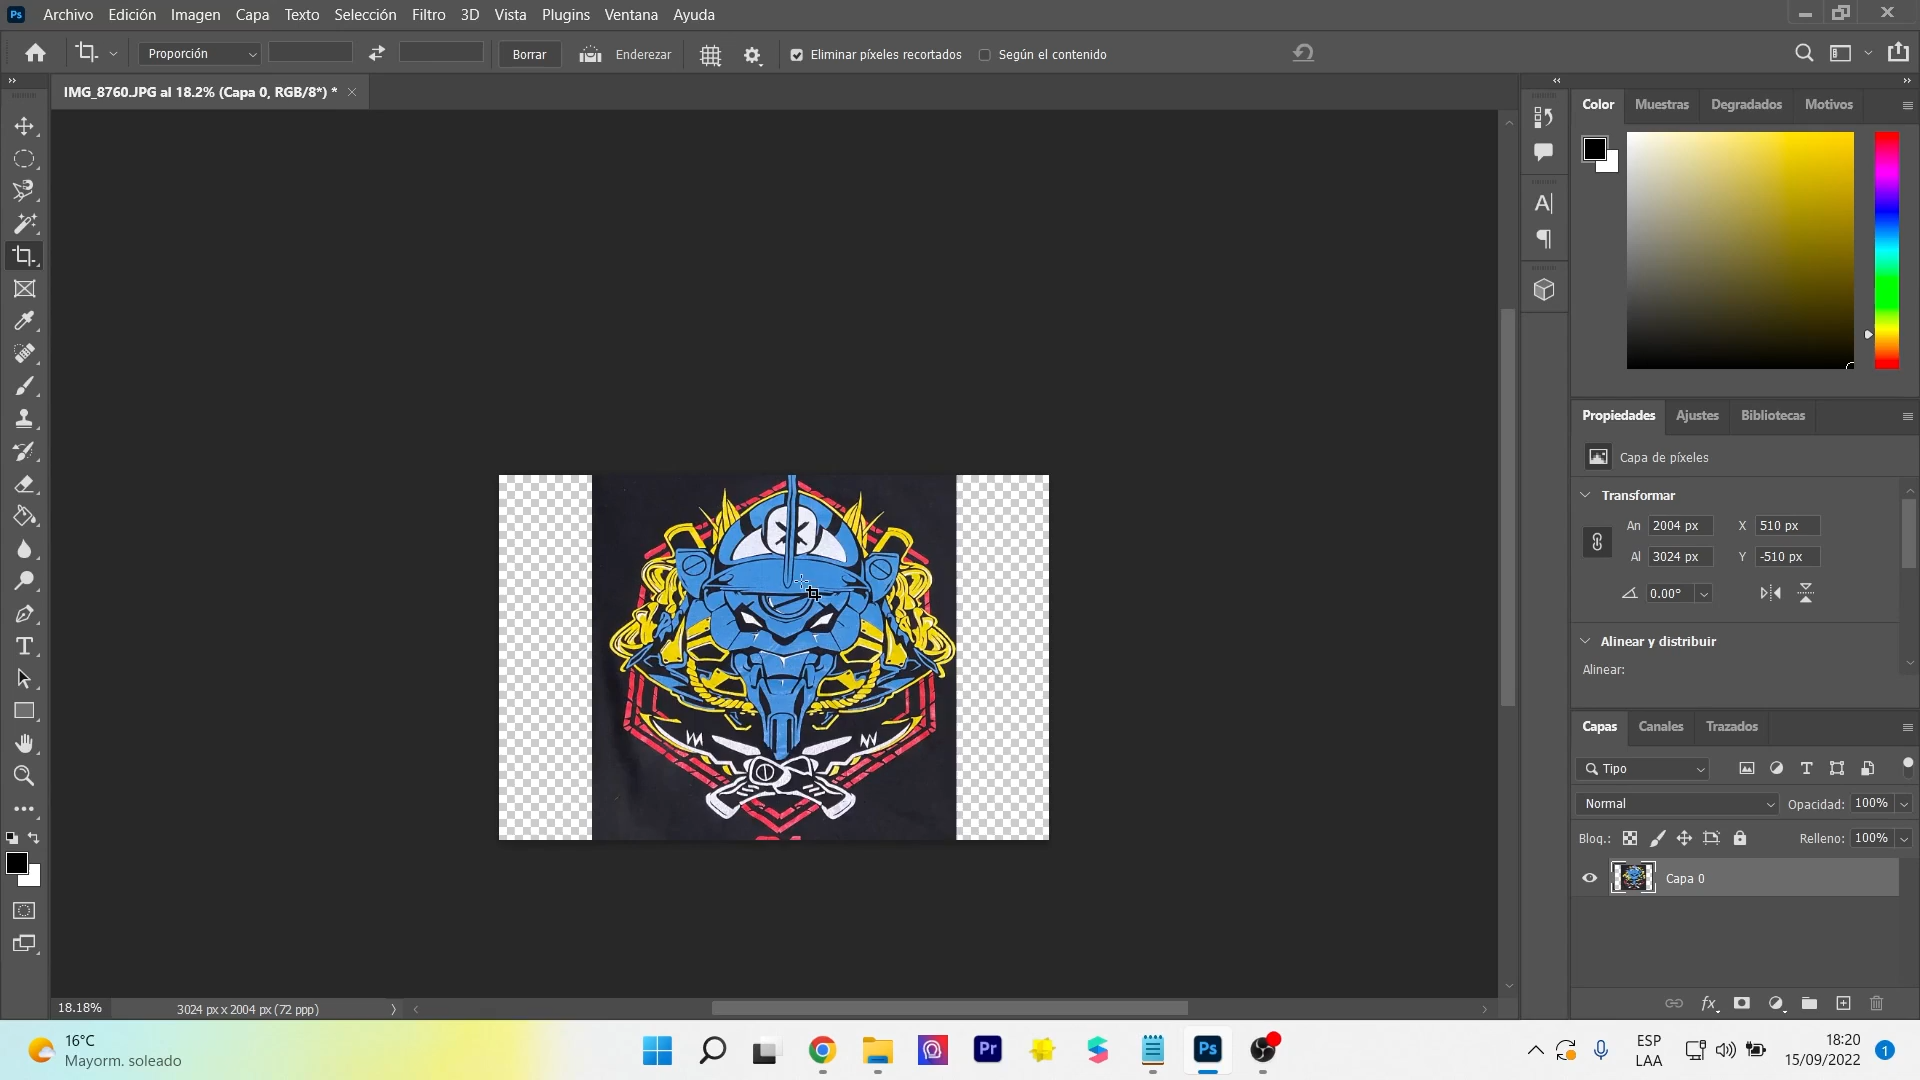 Ps Archivo Edición Imagen Capa Texto Selección Filtro 3D Vista Plugins Ventana Ayuda
Proporción Borrar Enderezar Eliminar píxeles recortados Según el contenido
IMG_8760.JPG al 18.2% (Capa 0, RGB/8*) *
Color Muestras Degradados Motivos
Propiedades Ajustes Bibliotecas
Capa de píxeles
Transformar
An 2004 px X 510 px
Al 3024 px Y -510 px
0.00°
Alinear y distribuir
Alinear:
Capas Canales Trazados
Tipo
Normal Opacidad: 100%
Bloq.: Relleno: 100%
Capa 0
fx
18.18% 3024 px x 2004 px (72 ppp)
16°C
Mayorm. soleado
Pr
Ps
ESP
LAA
18:20
15/09/2022
1